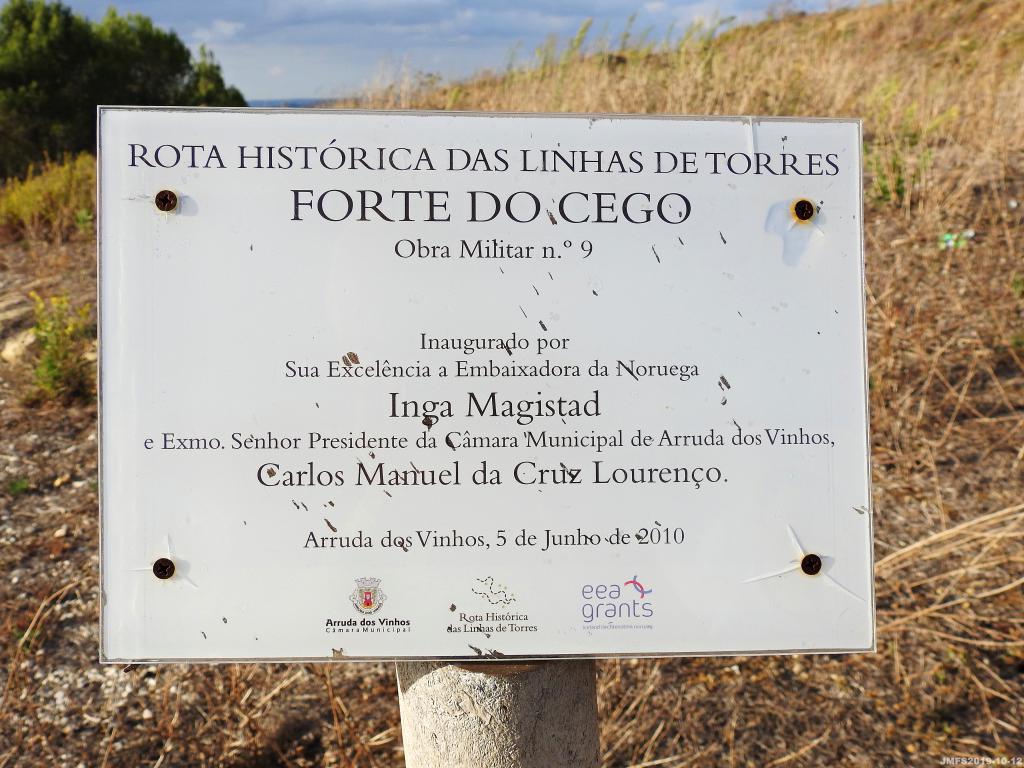 ROTA HISTÓRICA DAS LINHAS DE TORRES
FORTE DO CEGO
Obra Militar n.º 9
Inaugurado por
Sua Excelência a Embaixadora da Noruega
Inga Magistad
e Exmo. Senhor Presidente da Câmara Municipal de Arruda dos Vinhos,
Carlos Manuel da Cruz Lourenço.
Arruda dos Vinhos, 5 de Junho de 2010
Arruda dos Vinhos
Câmara Municipal
Rota Histórica
das Linhas de Torres
eea
grants
iceland liechtenstein norway
JMFS2019-10-12